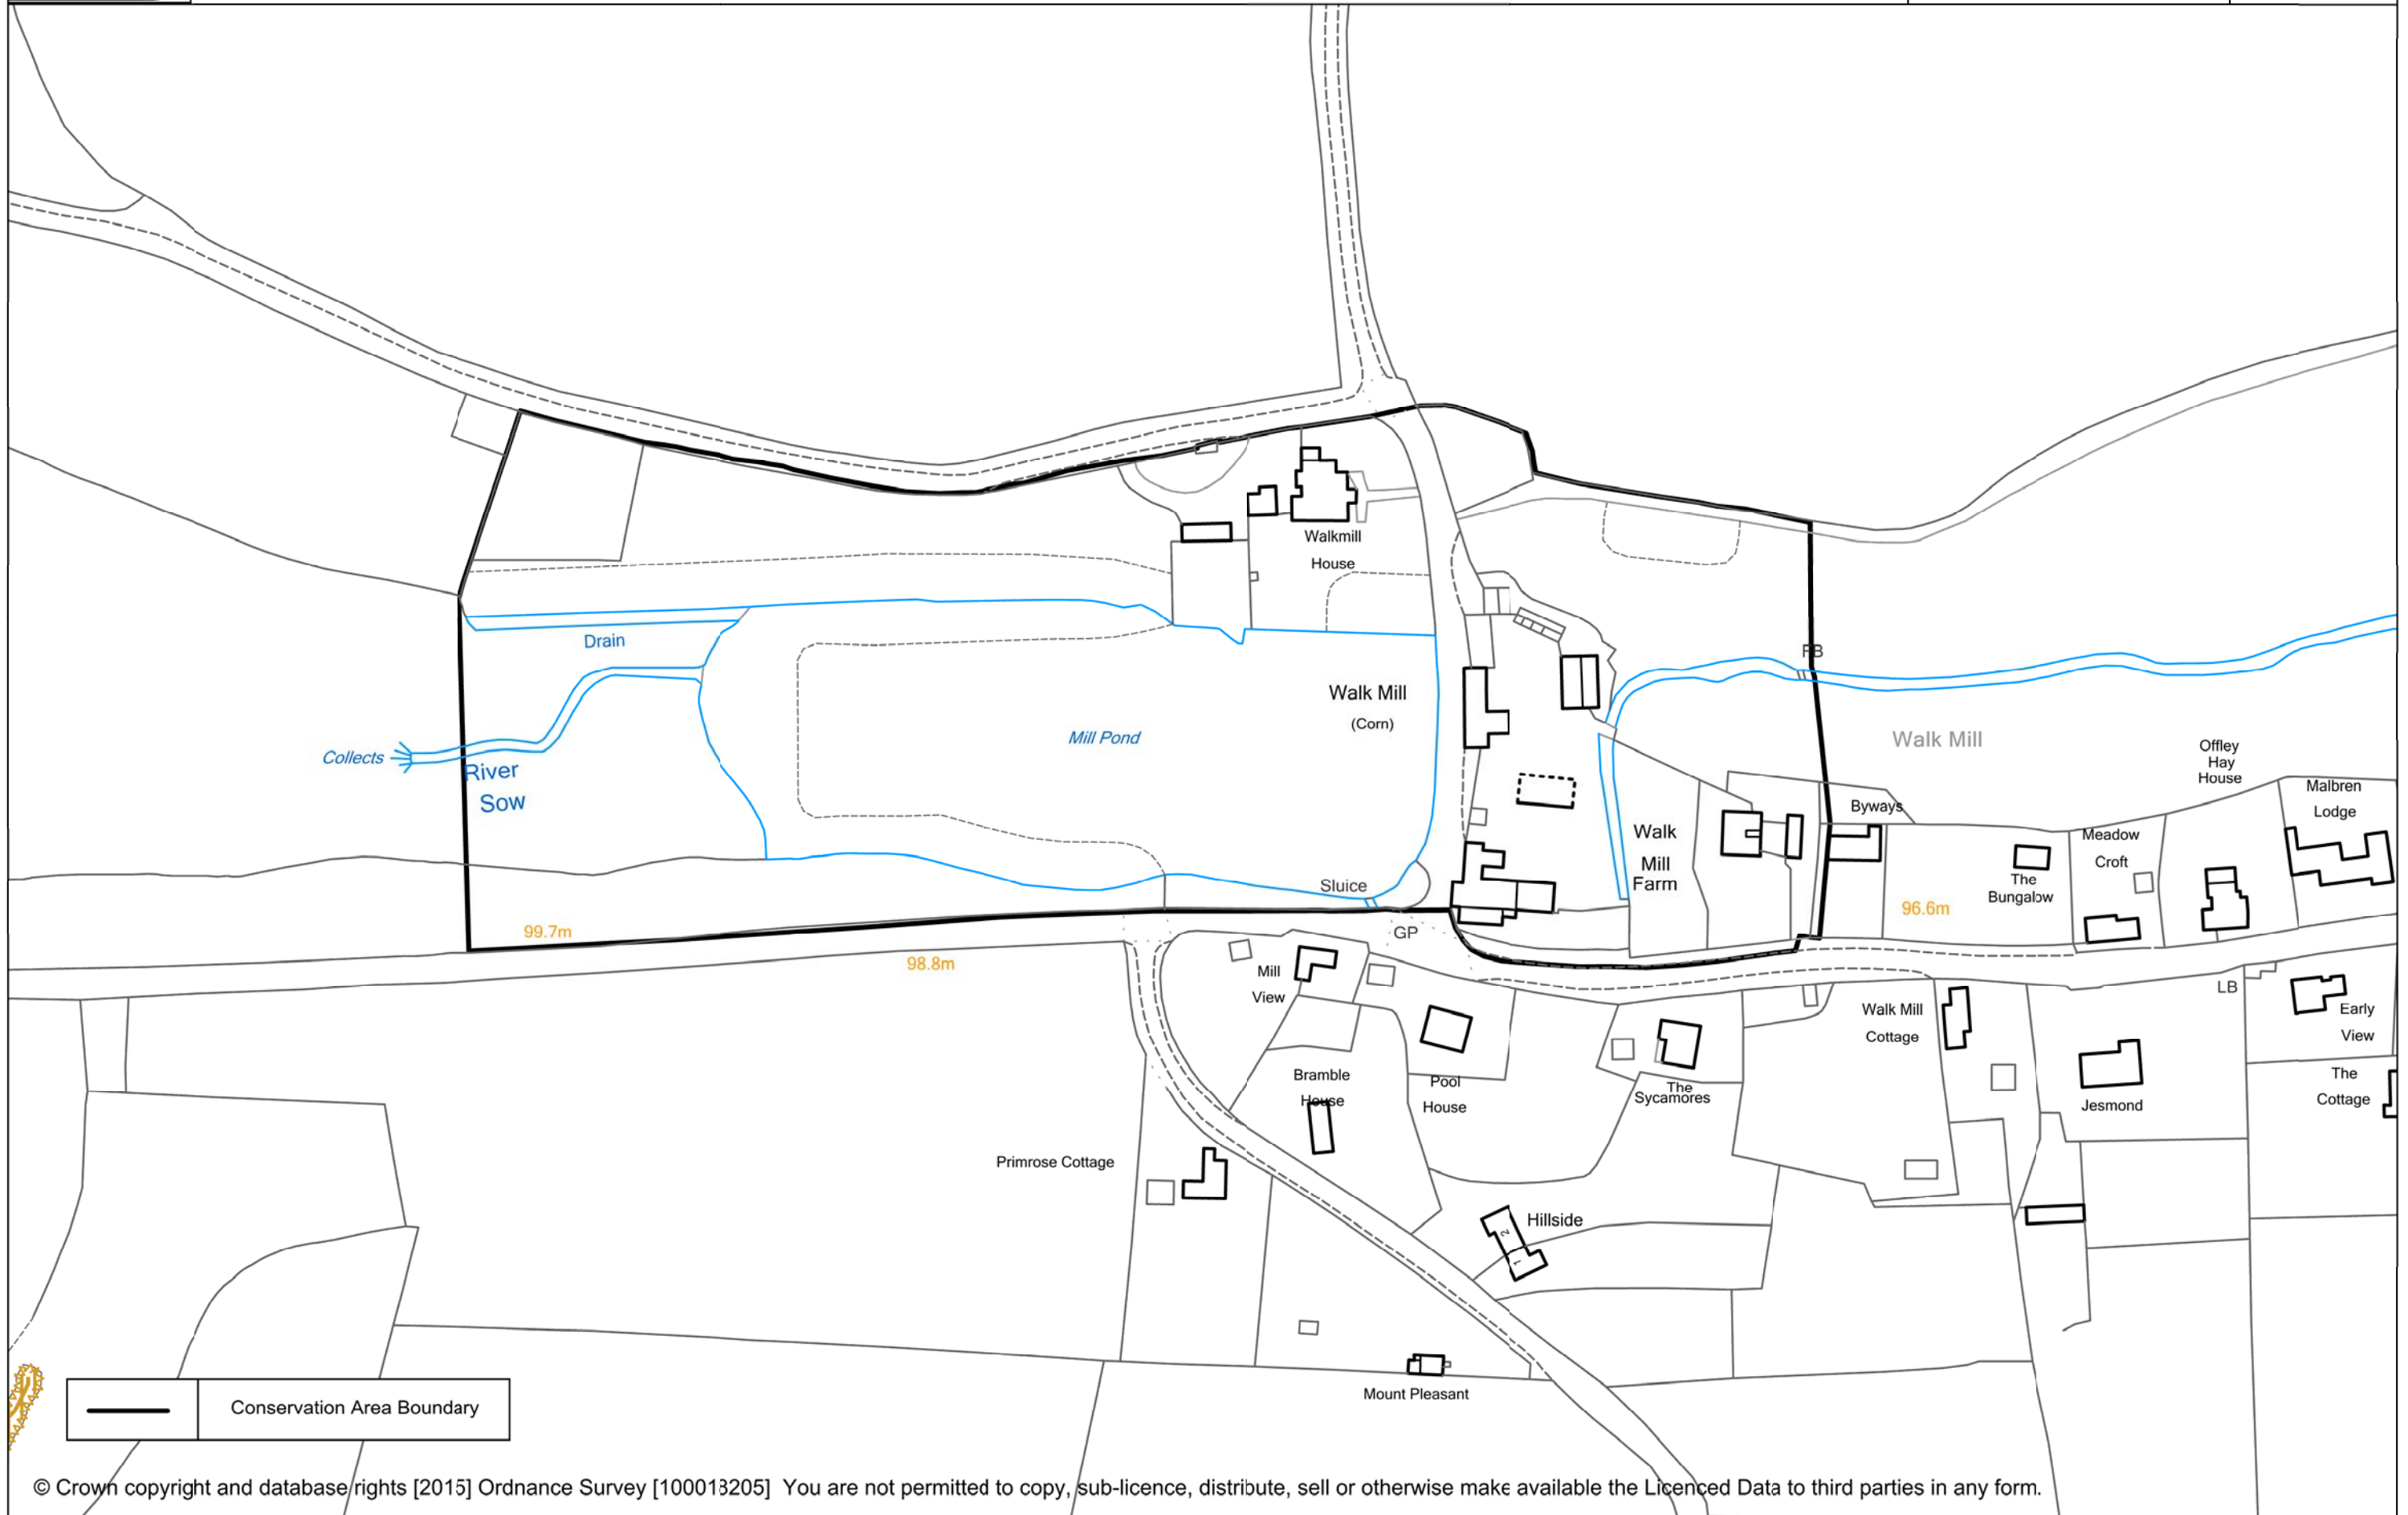 Walkmill
House
Drain
FB
Walk Mill
(Corn)
Mill Pond
Collects
River
Sow
Walk Mill
Offley
Hay
House
Malbren
Lodge
Byways
Walk
Mill
Farm
Meadow
Croft
The
Bungalow
Sluice
96.6m
99.7m
GP
98.8m
Mill
View
LB
Walk Mill
Cottage
Early
View
Bramble
House
Pool
House
The
Sycamores
The
Cottage
Jesmond
Primrose Cottage
Hillside
2
1
Mount Pleasant
Conservation Area Boundary
© Crown copyright and database rights [2015] Ordnance Survey [100018205] You are not permitted to copy, sub-licence, distribute, sell or otherwise make available the Licenced Data to third parties in any form.